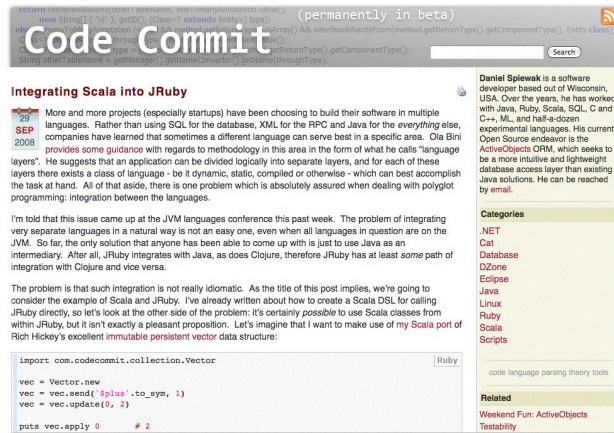 return retrieveRelations(otherTableName, oneToManyAnnotation.value(),
new String[] { "id" }, getID(), (Class<? extends Entity>) type);
(permanently in beta)
Code Commit
Search
Integrating Scala into JRuby
29
SEP
2008
More and more projects (especially startups) have been choosing to build their software in multiple
languages. Rather than using SQL for the database, XML for the RPC and Java for the everything else,
companies have learned that sometimes a different language can serve best in a specific area. Ola Bini
provides some guidance with regards to methodology in this area in the form of what he calls "language
layers". He suggests that an application can be divided logically into separate layers, and for each of these
layers there exists a class of language - be it dynamic, static, compiled or otherwise - which can best accomplish
the task at hand. All of that aside, there is one problem which is absolutely assured when dealing with polyglot
programming: integration between the languages.
I'm told that this issue came up at the JVM languages conference this past week. The problem of integrating
very separate languages in a natural way is not an easy one, even when all languages in question are on the
JVM. So far, the only solution that anyone has been able to come up with is just to use Java as an
intermediary. After all, JRuby integrates with Java, as does Clojure, therefore JRuby has at least some path of
integration with Clojure and vice versa.
The problem is that such integration is not really idiomatic. As the title of this post implies, we're going to
consider the example of Scala and JRuby. I've already written about how to create a Scala DSL for calling
JRuby directly, so let's look at the other side of the problem: it's certainly possible to use Scala classes from
within JRuby, but it isn't exactly a pleasant proposition. Let's imagine that I want to make use of my Scala port of
Rich Hickey's excellent immutable persistent vector data structure:
import com.codecommit.collection.Vector
Ruby
vec = Vector.new
vec = vec.send('$plus'.to_sym, 1)
vec = vec.update(0, 2)
puts vec.apply 0 # 2
Daniel Spiewak is a software
developer based out of Wisconsin,
USA. Over the years, he has worked
with Java, Ruby, Scala, SQL, C and
C++, ML, and half-a-dozen
experimental languages. His current
Open Source endeavor is the
ActiveObjects ORM, which seeks to
be a more intuitive and lightweight
database access layer than existing
Java solutions. He can be reached
by email.
Categories
.NET
Cat
Database
DZone
Eclipse
Java
Linux
Ruby
Scala
Scripts
code language parsing theory tools
Related
Weekend Fun: ActiveObjects
Testability